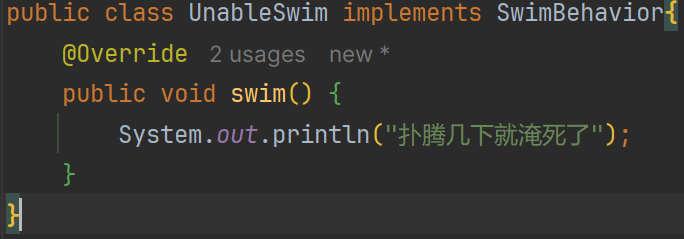 public class UnableSwim implements SwimBehavior{
@Override 2 usages new *
public void swim() {
System.out.println("扑腾几下就淹死了");
}
}